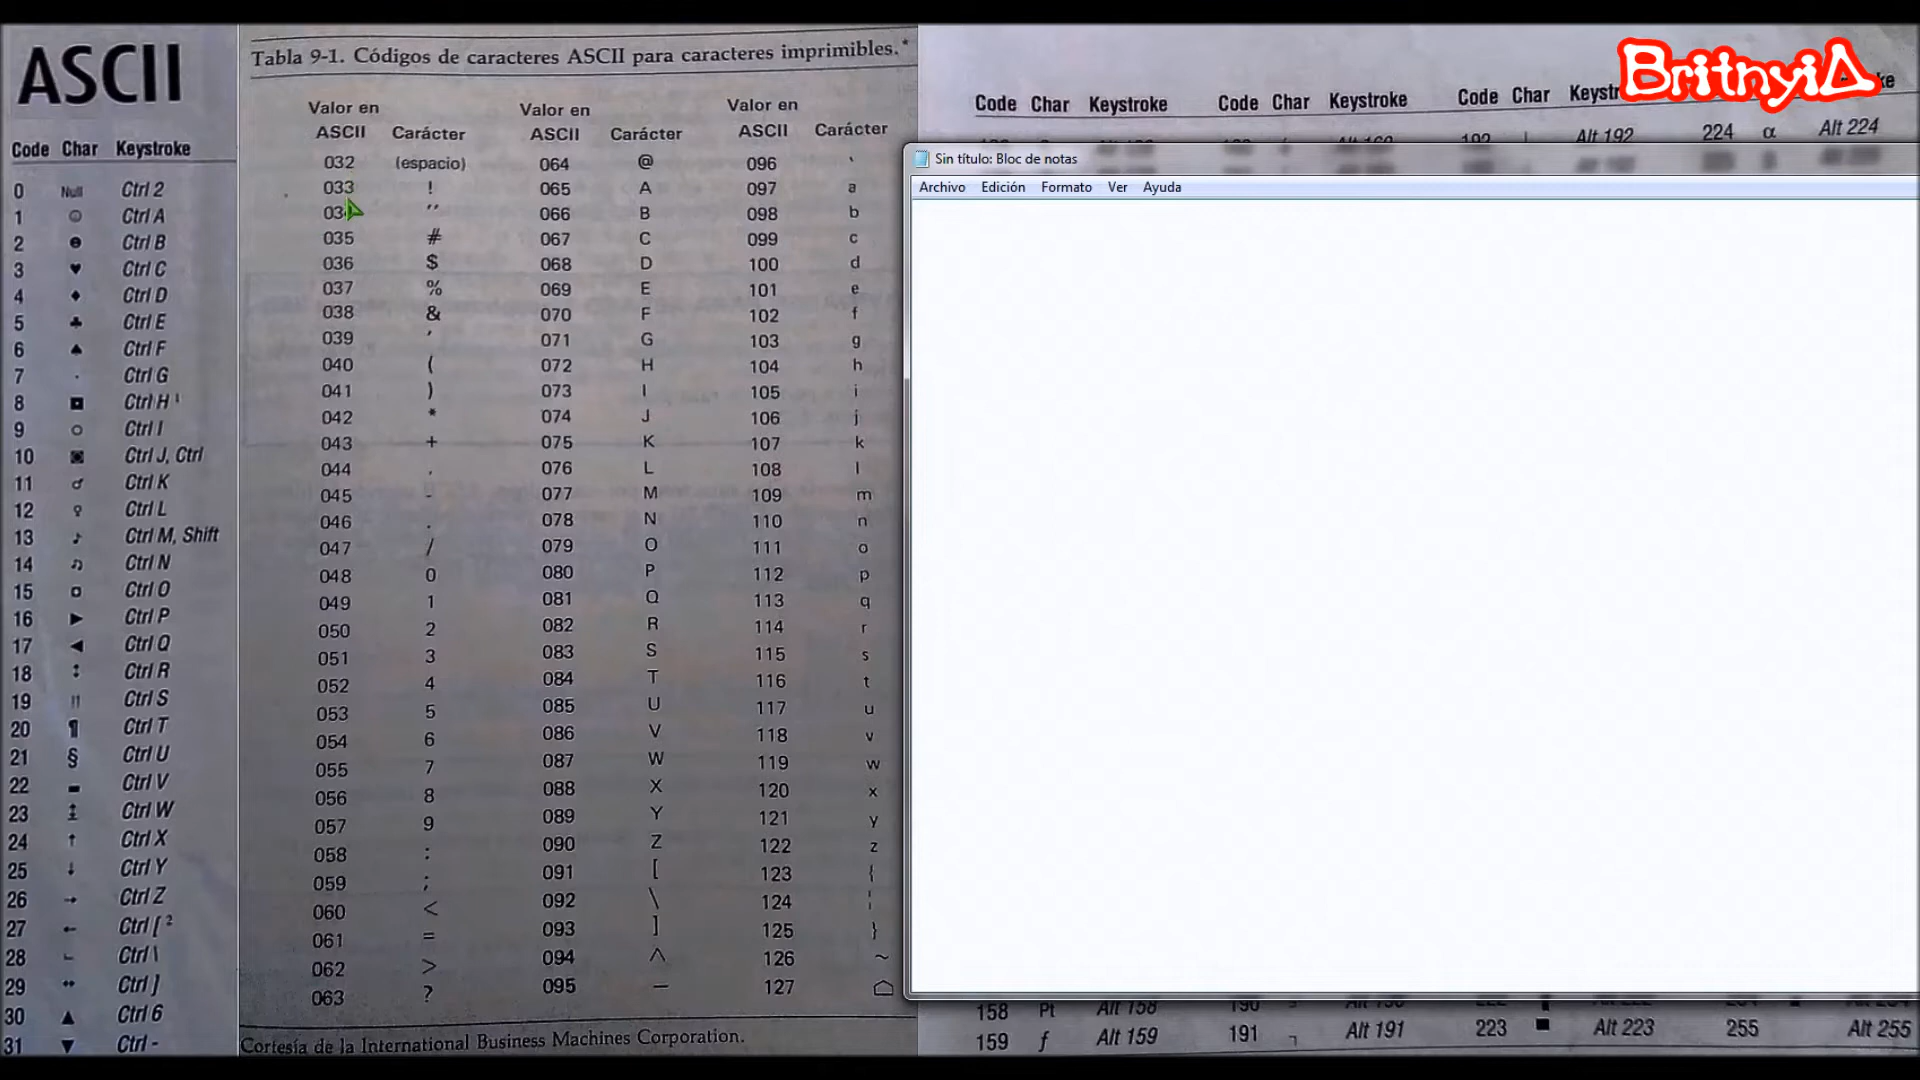 ASCII
Code Char Keystroke
0 Null Ctrl 2
1 ☺ Ctrl A
2 ☻ Ctrl B
3 ♥ Ctrl C
4 ♦ Ctrl D
5 ♣ Ctrl E
6 ♠ Ctrl F
7 · Ctrl G
8 ◘ Ctrl H 1
9 ○ Ctrl I
10 ◙ Ctrl J, Ctrl
11 ♂ Ctrl K
12 ♀ Ctrl L
13 ♪ Ctrl M, Shift
14 ♫ Ctrl N
15 ¤ Ctrl O
16 ► Ctrl P
17 ◄ Ctrl Q
18 ↕ Ctrl R
19 ‼ Ctrl S
20 ¶ Ctrl T
21 § Ctrl U
22 ▬ Ctrl V
23 ↨ Ctrl W
24 ↑ Ctrl X
25 ↓ Ctrl Y
26 → Ctrl Z
27 ← Ctrl [ 2
28 ∟ Ctrl \
29 ↔ Ctrl ]
30 ▲ Ctrl 6
31 ▼ Ctrl -
Tabla 9-1. Códigos de caracteres ASCII para caracteres imprimibles.*
Valor en Valor en Valor en
ASCII Carácter ASCII Carácter ASCII Carácter
032 (espacio) 064 @ 096 `
033 ! 065 A 097 a
03 " 066 B 098 b
035 # 067 C 099 c
036 $ 068 D 100 d
037 % 069 E 101 e
038 & 070 F 102 f
039 ' 071 G 103 g
040 ( 072 H 104 h
041 ) 073 I 105 i
042 * 074 J 106 j
043 + 075 K 107 k
044 , 076 L 108 l
045 - 077 M 109 m
046 . 078 N 110 n
047 / 079 O 111 o
048 0 080 P 112 p
049 1 081 Q 113 q
050 2 082 R 114 r
051 3 083 S 115 s
052 4 084 T 116 t
053 5 085 U 117 u
054 6 086 V 118 v
055 7 087 W 119 w
056 8 088 X 120 x
057 9 089 Y 121 y
058 : 090 Z 122 z
059 ; 091 [ 123 {
060 < 092 \ 124 ¦
061 = 093 ] 125 }
062 > 094 ^ 126 ~
063 ? 095 — 127 ⌂
Cortesía de la International Business Machines Corporation.
BritnyiΔ
Code Char Keystroke Code Char Keystroke Code Char Keystr ke
192 Alt 192 224 α Alt 224
Sin título: Bloc de notas
Archivo Edición Formato Ver Ayuda
158 Pt Alt 158 190
159 ƒ Alt 159 191 ┐ Alt 191 223 ■ Alt 223 255 Alt 255